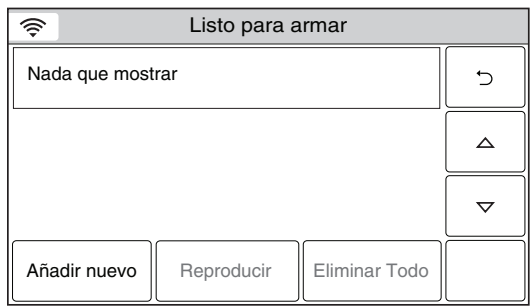 Listo para armar
Nada que mostrar
Añadir nuevo
Reproducir
Eliminar Todo